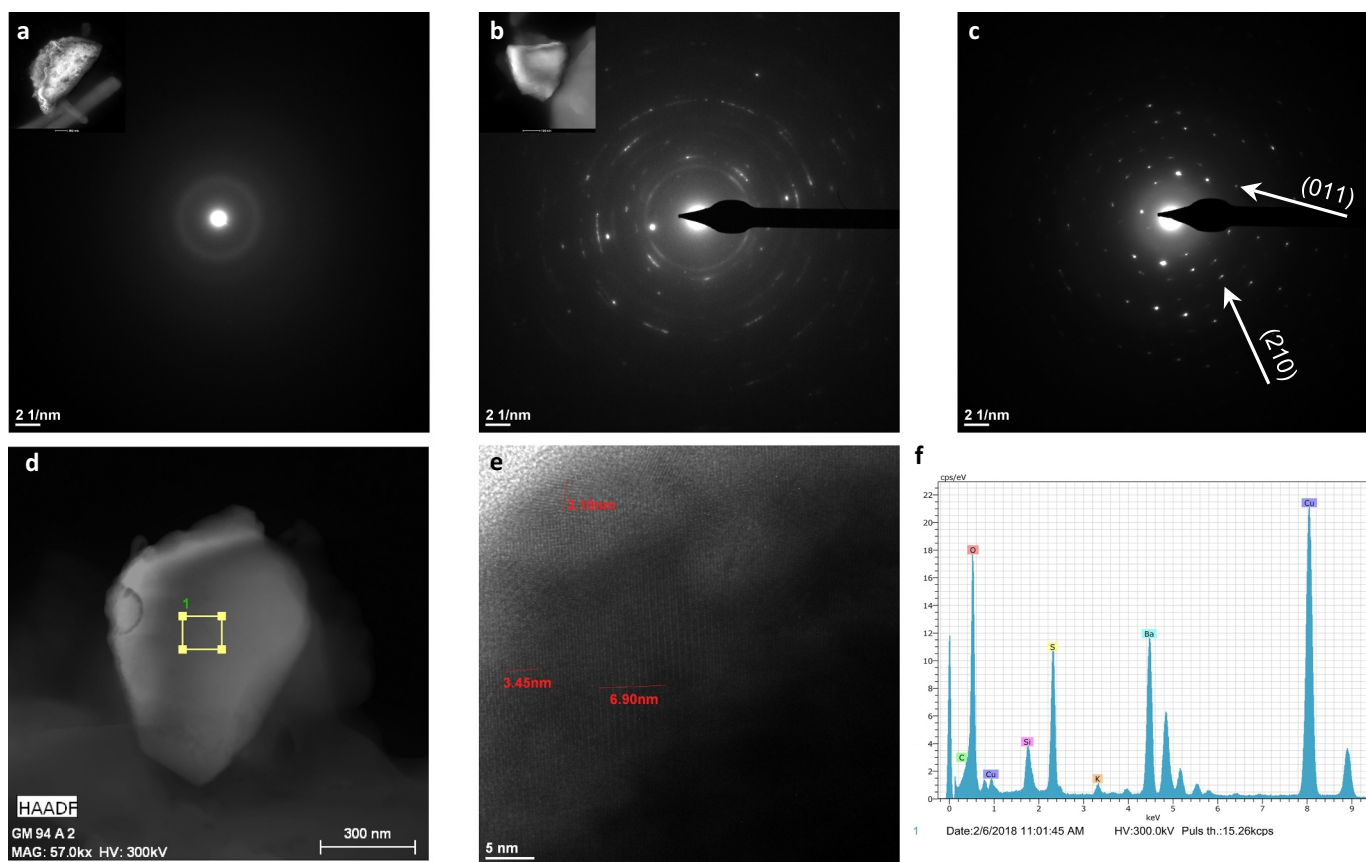 a
2 1/nm
b
2 1/nm
c
(011)
(210)
2 1/nm
d
1
HAADF
GM 94 A 2
MAG: 57.0kx HV: 300kV
300 nm
e
3.45nm
6.90nm
5 nm
f
cps/eV
22
20
18
16
14
12
10
8
6
4
2
0
C
O
Cu
Si
S
K
Ba
Cu
0 1 2 3 4 5 6 7 8 9
keV
1 Date:2/6/2018 11:01:45 AM HV:300.0kV Puls th.:15.26kcps